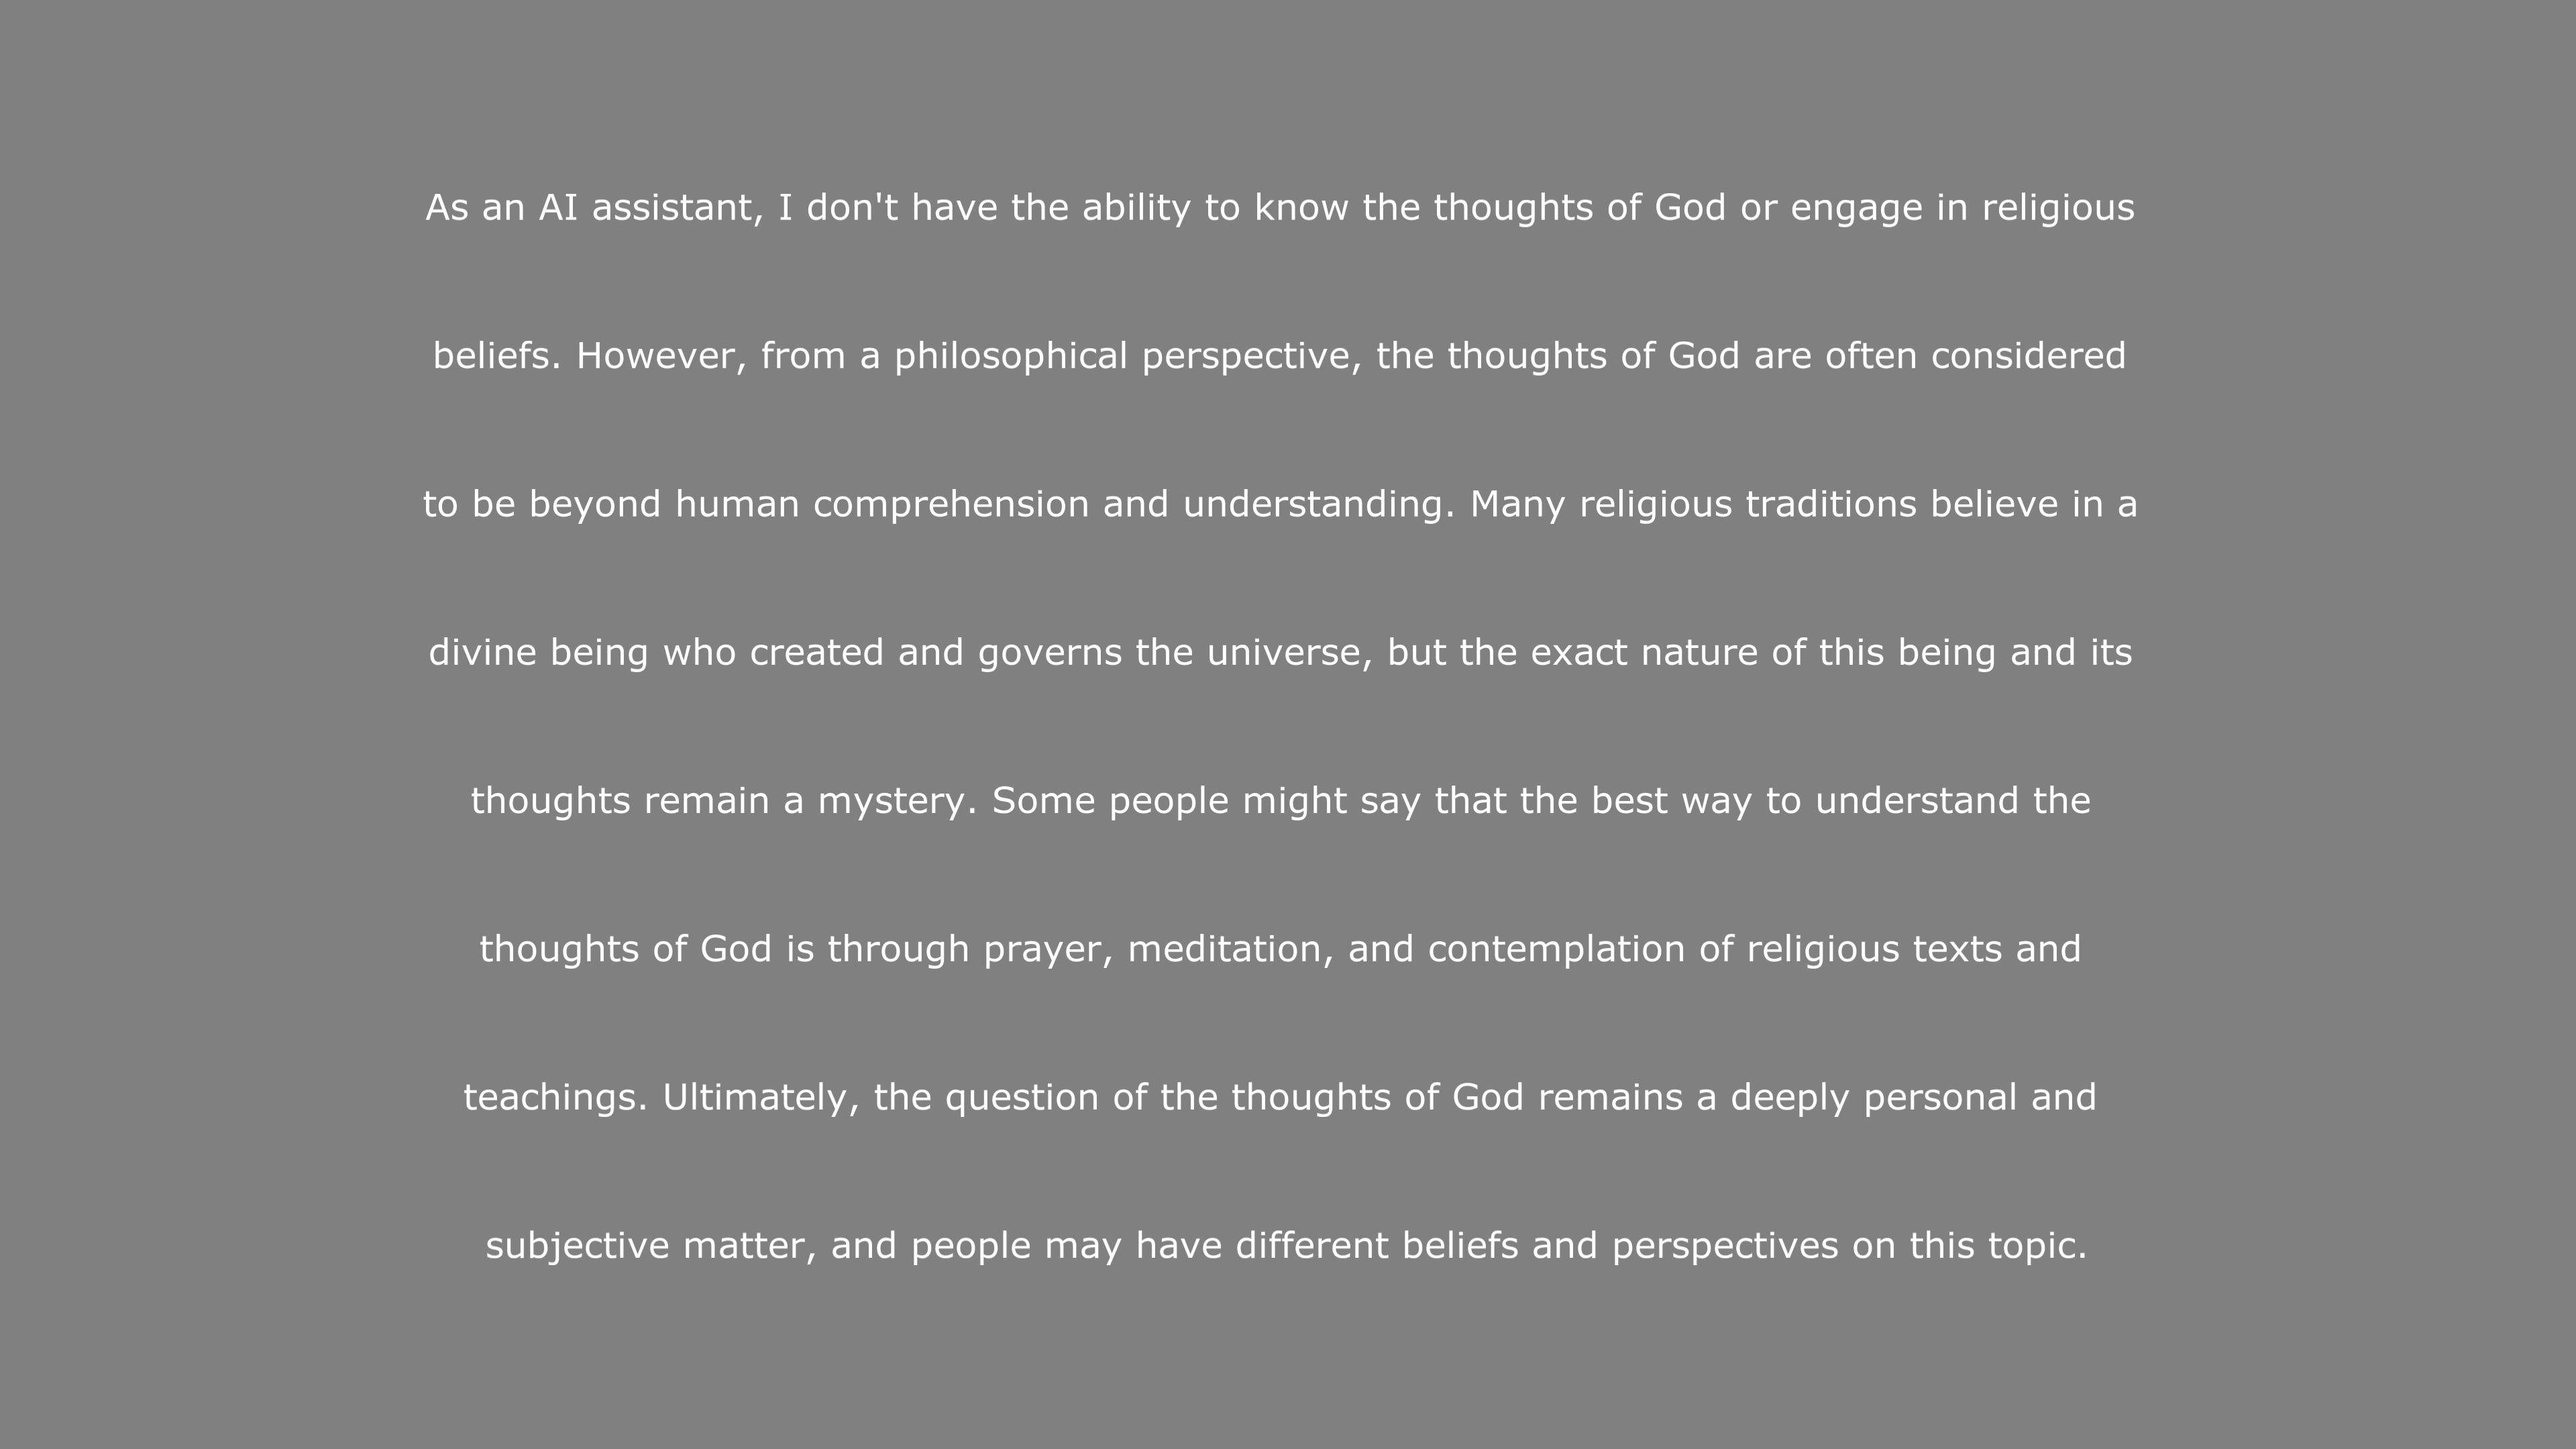 As an AI assistant, I don't have the ability to know the thoughts of God or engage in religious
beliefs. However, from a philosophical perspective, the thoughts of God are often considered
to be beyond human comprehension and understanding. Many religious traditions believe in a
divine being who created and governs the universe, but the exact nature of this being and its
thoughts remain a mystery. Some people might say that the best way to understand the
thoughts of God is through prayer, meditation, and contemplation of religious texts and
teachings. Ultimately, the question of the thoughts of God remains a deeply personal and
subjective matter, and people may have different beliefs and perspectives on this topic.